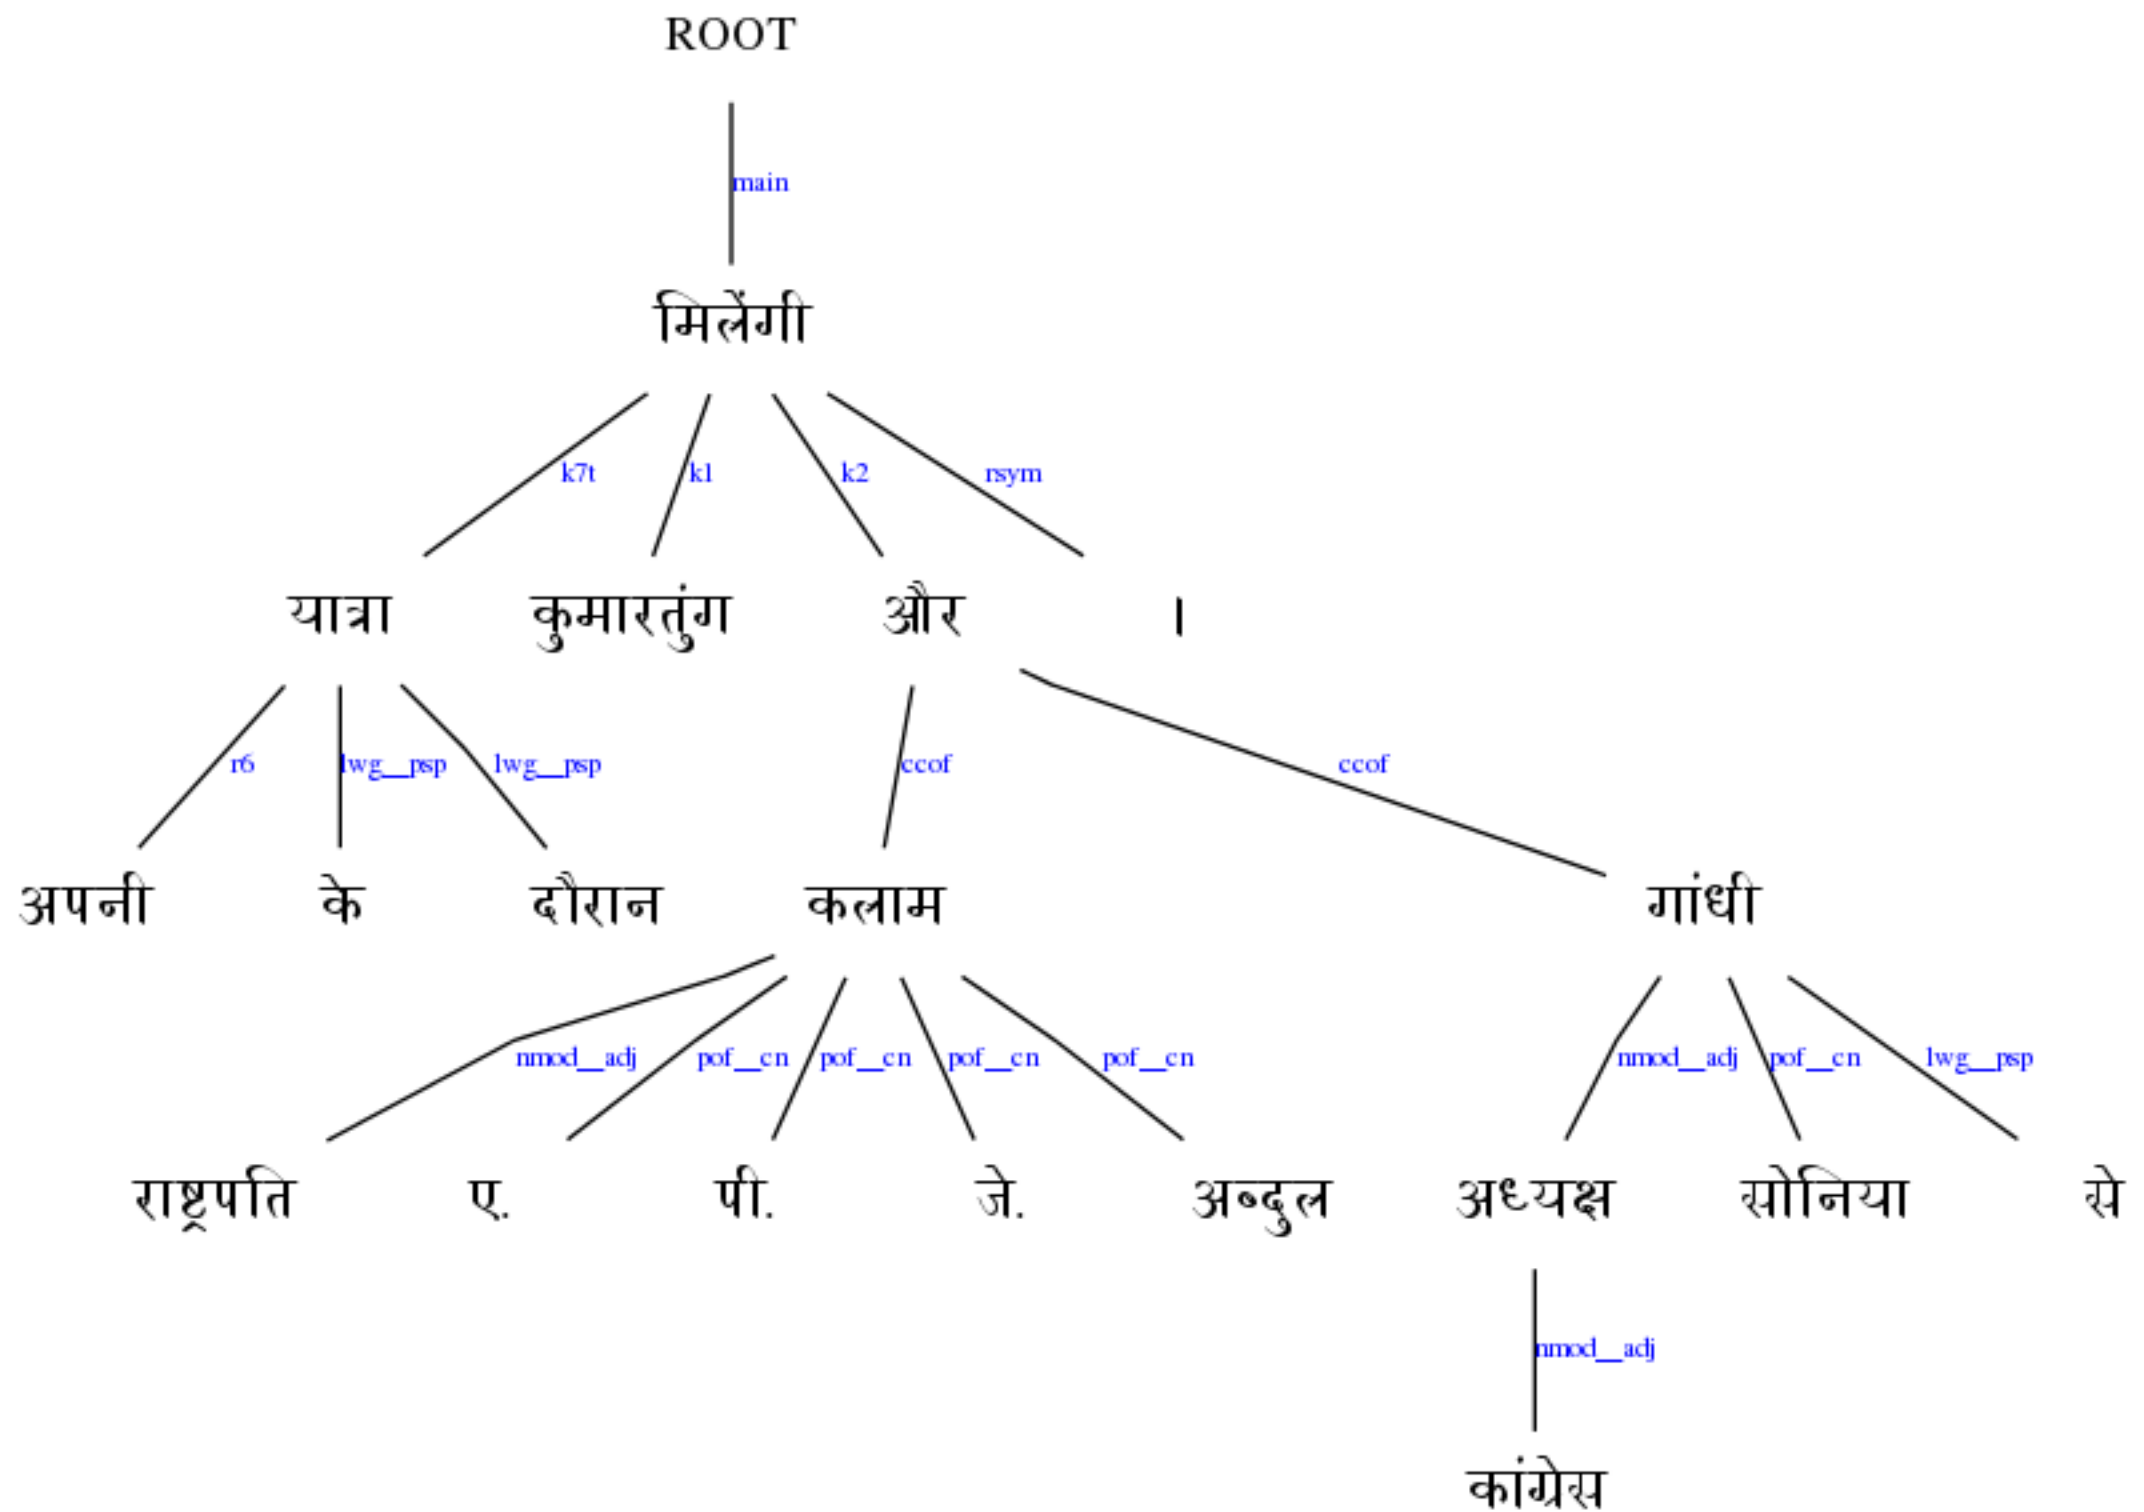 ROOT
main
मिलेंगी
k7t k1 k2 rsym
यात्रा कुमारतुंग और ।
r6 lwg__psp lwg__psp ccof ccof
अपनी के दौरान कलाम गांधी
nmod__adj pof__cn pof__cn pof__cn pof__cn nmod__adj pof__cn lwg__psp
राष्ट्रपति ए. पी. जे. अब्दुल अध्यक्ष सोनिया से
nmod__adj
कांग्रेस